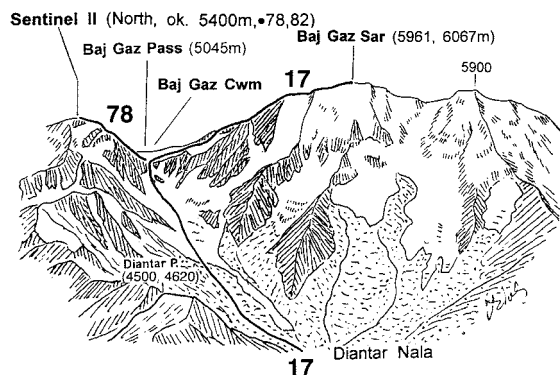 Sentinel II (North, ok. 5400m,•78,82)
Baj Gaz Pass (5045m)
Baj Gaz Sar (5961, 6067m)
Baj Gaz Cwm
17
5900
78
Diantar P.
(4500, 4620)
17
Diantar Nala